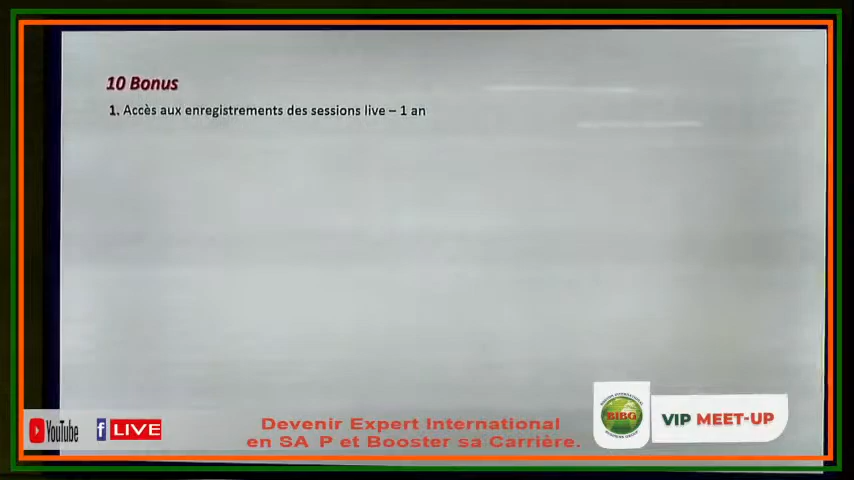 10 Bonus
1. Accès aux enregistrements des sessions live – 1 an
YouTube
f LIVE
Devenir Expert International
en SA P et Booster sa Carrière.
BIBG
VIP MEET-UP